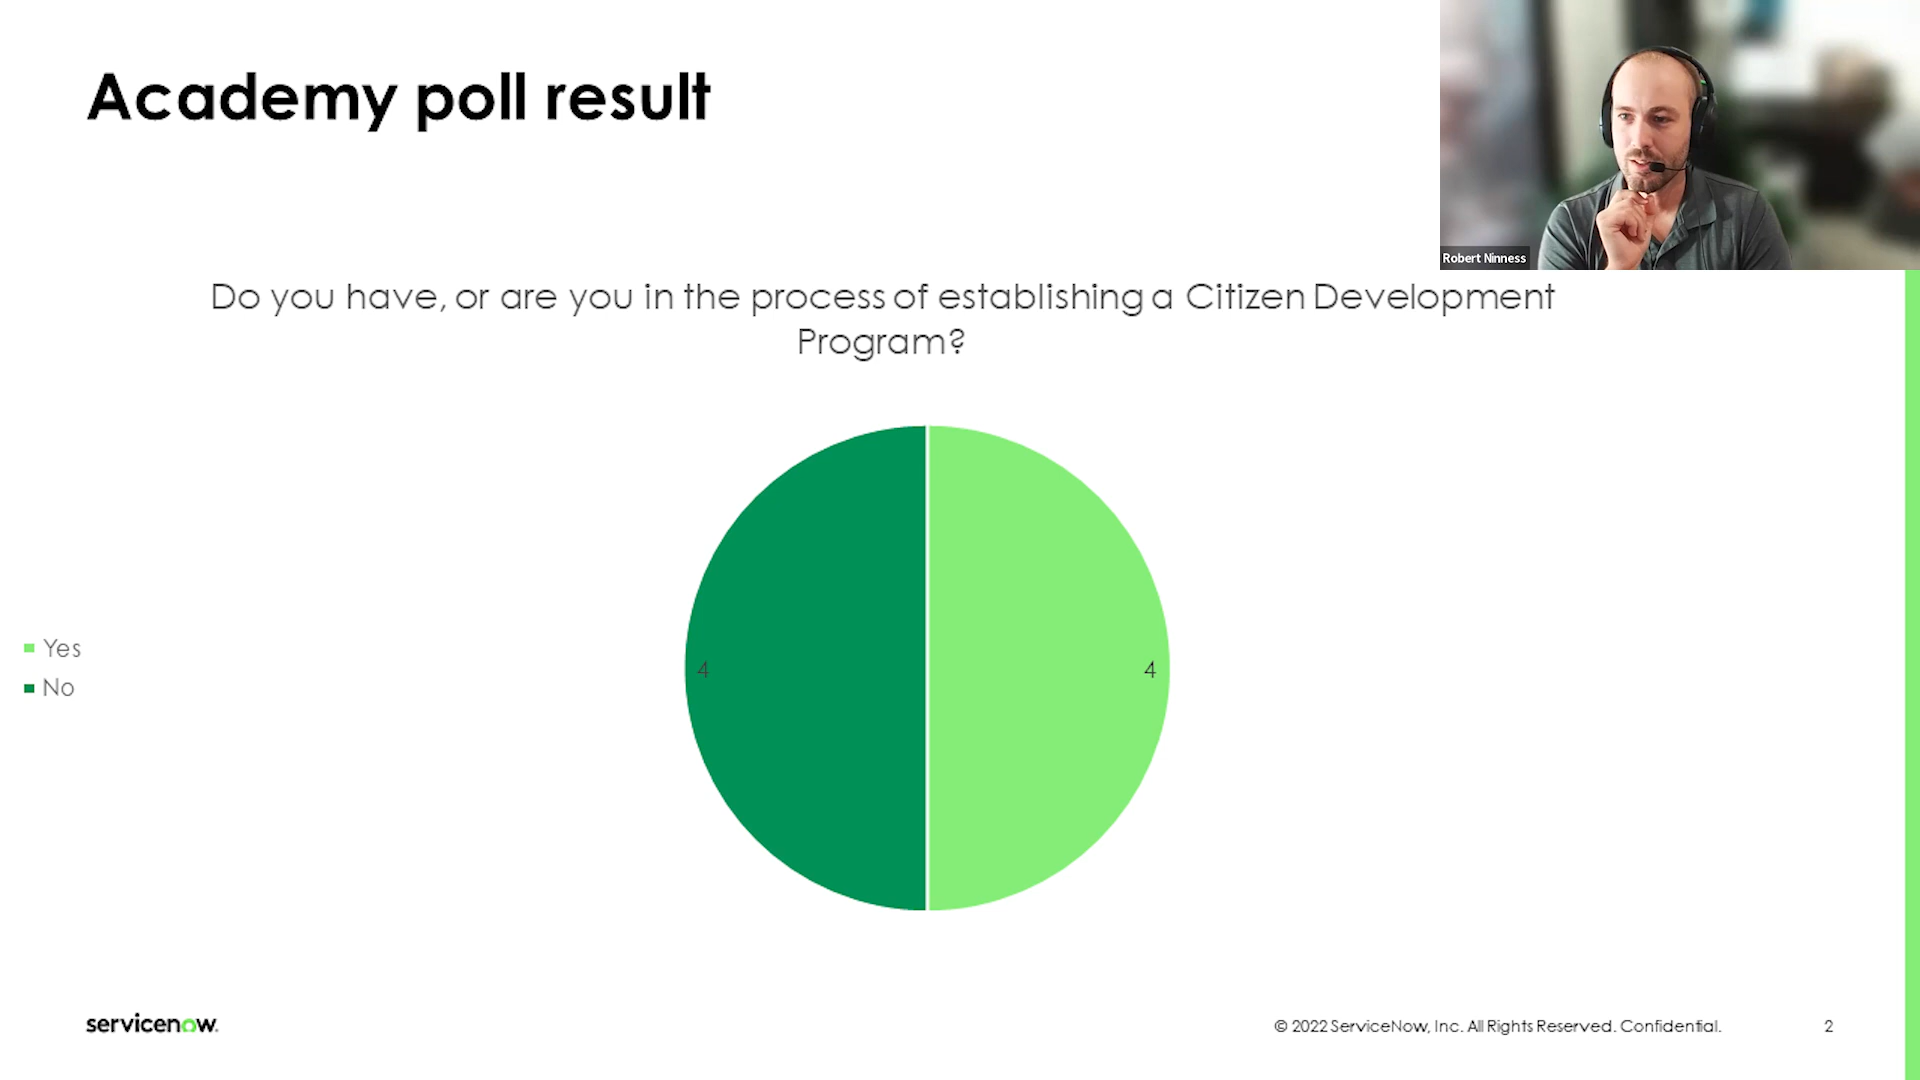 Academy poll result
Robert Ninness
Do you have, or are you in the process of establishing a Citizen Development
Program?
4
4
Yes
No
servicenow.
© 2022 ServiceNow, Inc. All Rights Reserved. Confidential.
2